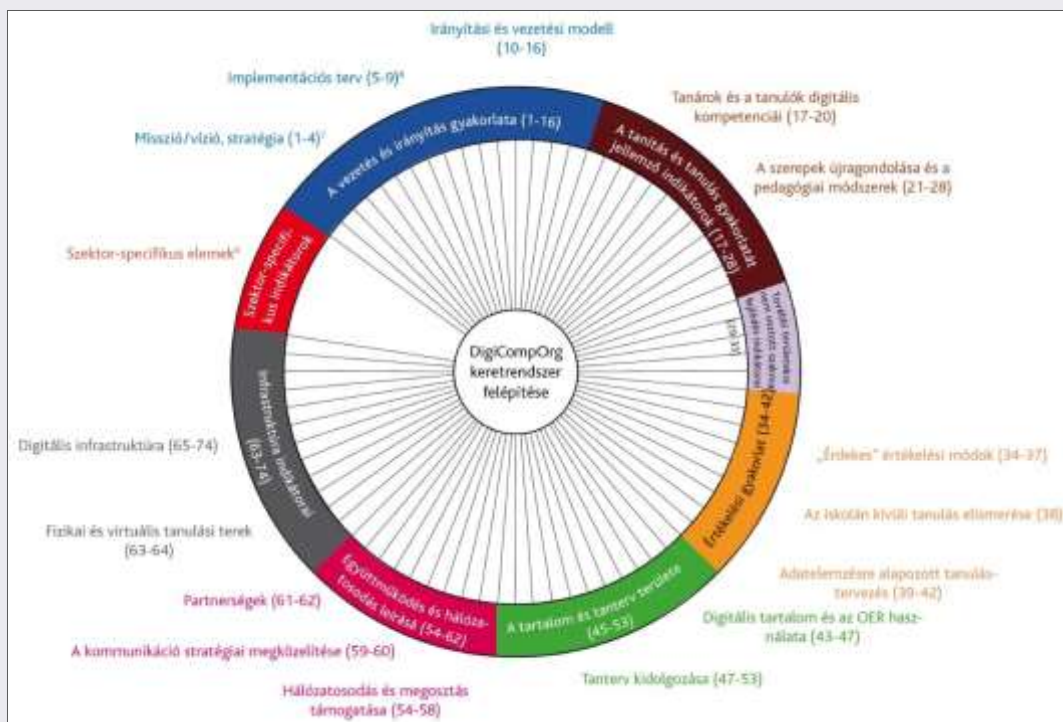 Irányítási és vezetési modell
(10-16)
Implementációs terv (5-9)⁸
Misszió/vízió, stratégia (1-4)⁷
A vezetés és irányítás gyakorlata (1-16)
Tanárok és a tanulók digitális
kompetenciái (17-20)
A tanítás és tanulás gyakorlatát
jellemző indikátorok (17-28)
A szerepek újragondolása és a
pedagógiai módszerek (21-28)
Szektor-specifikus elemek
Szektor-specifi-
kus indikátorok
DigiCompOrg
keretrendszer
felépítése
Értékelési gyakorlat (34-42)
„Érdekes" értékelési módok (34-37)
Az iskolán kívüli tanulás elismerése (38)
Adatelemzésre alapozott tanulás-
tervezés (39-42)
Infrastruktúra indikátorai
(63-74)
Digitális infrastruktúra (65-74)
Fizikai és virtuális tanulási terek
(63-64)
Együttműködés és hálóza-
tosodás leírása (54-62)
Partnerségek (61-62)
A kommunikáció stratégiai megközelítése (59-60)
Hálózatosodás és megosztás
támogatása (54-58)
A tartalom és tanterv területe
(45-53)
Digitális tartalom és az OER hasz-
nálata (43-47)
Tanterv kidolgozása (47-53)